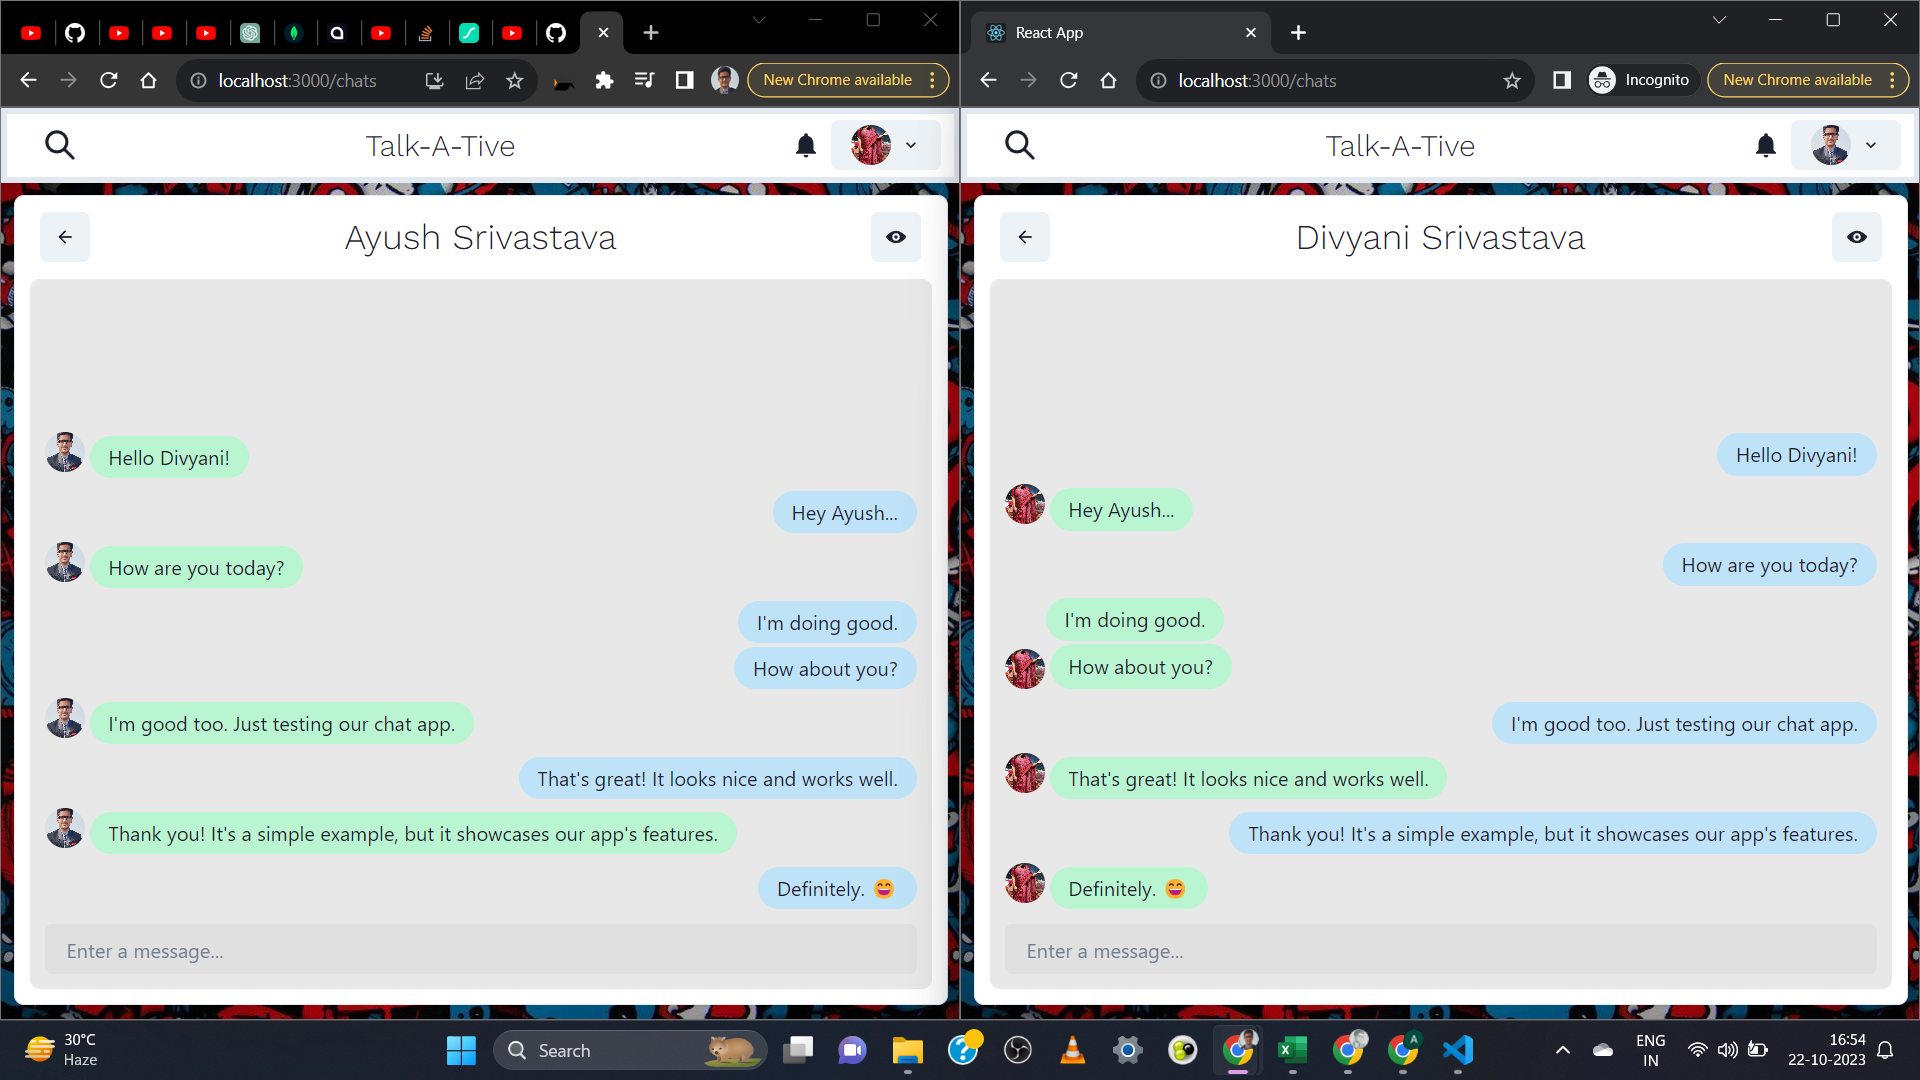 localhost:3000/chats
New Chrome available
Talk-A-Tive
Ayush Srivastava
Hello Divyani!
Hey Ayush...
How are you today?
I'm doing good.
How about you?
I'm good too. Just testing our chat app.
That's great! It looks nice and works well.
Thank you! It's a simple example, but it showcases our app's features.
Definitely. 😄
Enter a message...
React App
localhost:3000/chats
Incognito
New Chrome available
Talk-A-Tive
Divyani Srivastava
Hello Divyani!
Hey Ayush...
How are you today?
I'm doing good.
How about you?
I'm good too. Just testing our chat app.
That's great! It looks nice and works well.
Thank you! It's a simple example, but it showcases our app's features.
Definitely. 😄
Enter a message...
30°C
Haze
Search
A
ENG
IN
16:54
22-10-2023